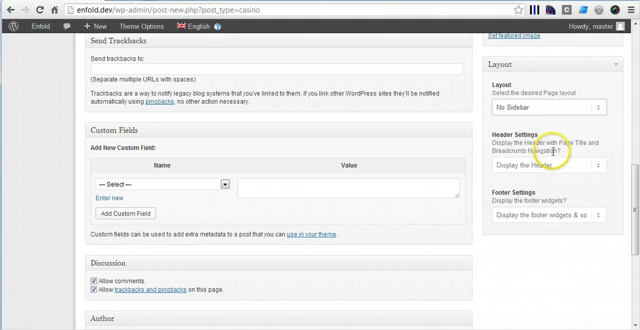 enfold.dev/wp-admin/post-new.php?post_type=casino
Enfold
New
Theme Options
English
Howdy, master
Set featured image
Send Trackbacks
Send trackbacks to:
(Separate multiple URLs with spaces)
Trackbacks are a way to notify legacy blog systems that you've linked to them. If you link other WordPress sites they'll be notified
automatically using pingbacks, no other action necessary.
Custom Fields
Add New Custom Field:
Name
Value
— Select —
Enter new
Add Custom Field
Custom fields can be used to add extra metadata to a post that you can use in your theme.
Discussion
Allow comments.
Allow trackbacks and pingbacks on this page.
Author
Layout
Layout
Select the desired Page layout
No Sidebar
Header Settings
Display the Header with Page Title and
Breadcrumb Navigation?
Display the Header
Footer Settings
Display the footer widgets?
Display the footer widgets & so